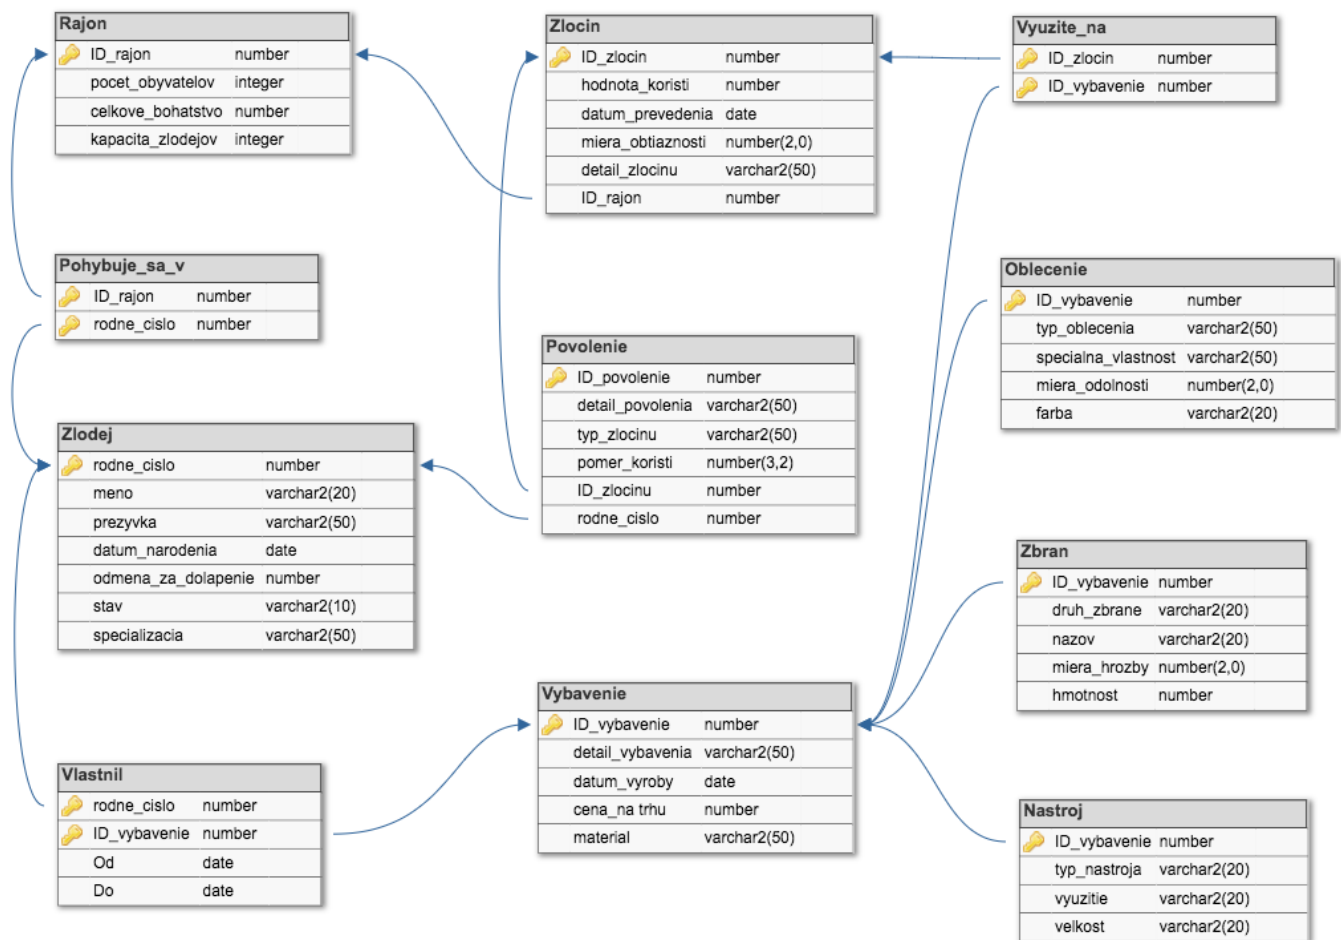 Rajon
ID_rajon number
pocet_obyvatelov integer
celkove_bohatstvo number
kapacita_zlodejov integer
Zlocin
ID_zlocin number
hodnota_koristi number
datum_prevedenia date
miera_obtiaznosti number(2,0)
detail_zlocinu varchar2(50)
ID_rajon number
Vyuzite_na
ID_zlocin number
ID_vybavenie number
Pohybuje_sa_v
ID_rajon number
rodne_cislo number
Oblecenie
ID_vybavenie number
typ_oblecenia varchar2(50)
specialna_vlastnost varchar2(50)
miera_odolnosti number(2,0)
farba varchar2(20)
Povolenie
ID_povolenie number
detail_povolenia varchar2(50)
typ_zlocinu varchar2(50)
pomer_koristi number(3,2)
ID_zlocinu number
rodne_cislo number
Zlodej
rodne_cislo number
meno varchar2(20)
prezyvka varchar2(50)
datum_narodenia date
odmena_za_dolapenie number
stav varchar2(10)
specializacia varchar2(50)
Zbran
ID_vybavenie number
druh_zbrane varchar2(20)
nazov varchar2(20)
miera_hrozby number(2,0)
hmotnost number
Vybavenie
ID_vybavenie number
detail_vybavenia varchar2(50)
datum_vyroby date
cena_na trhu number
material varchar2(50)
Vlastnil
rodne_cislo number
ID_vybavenie number
Od date
Do date
Nastroj
ID_vybavenie number
typ_nastroja varchar2(20)
vyuzitie varchar2(20)
velkost varchar2(20)